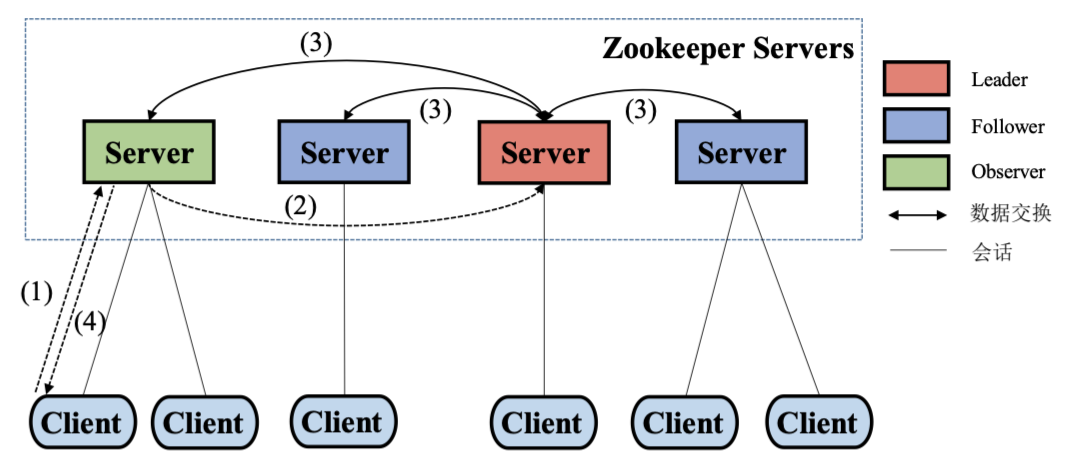 (3)
Zookeeper Servers
(3)
(3)
Server
Server
Server
Server
(2)
(1)
(4)
Client
Client
Client
Client
Client
Client
Leader
Follower
Observer
数据交换
会话